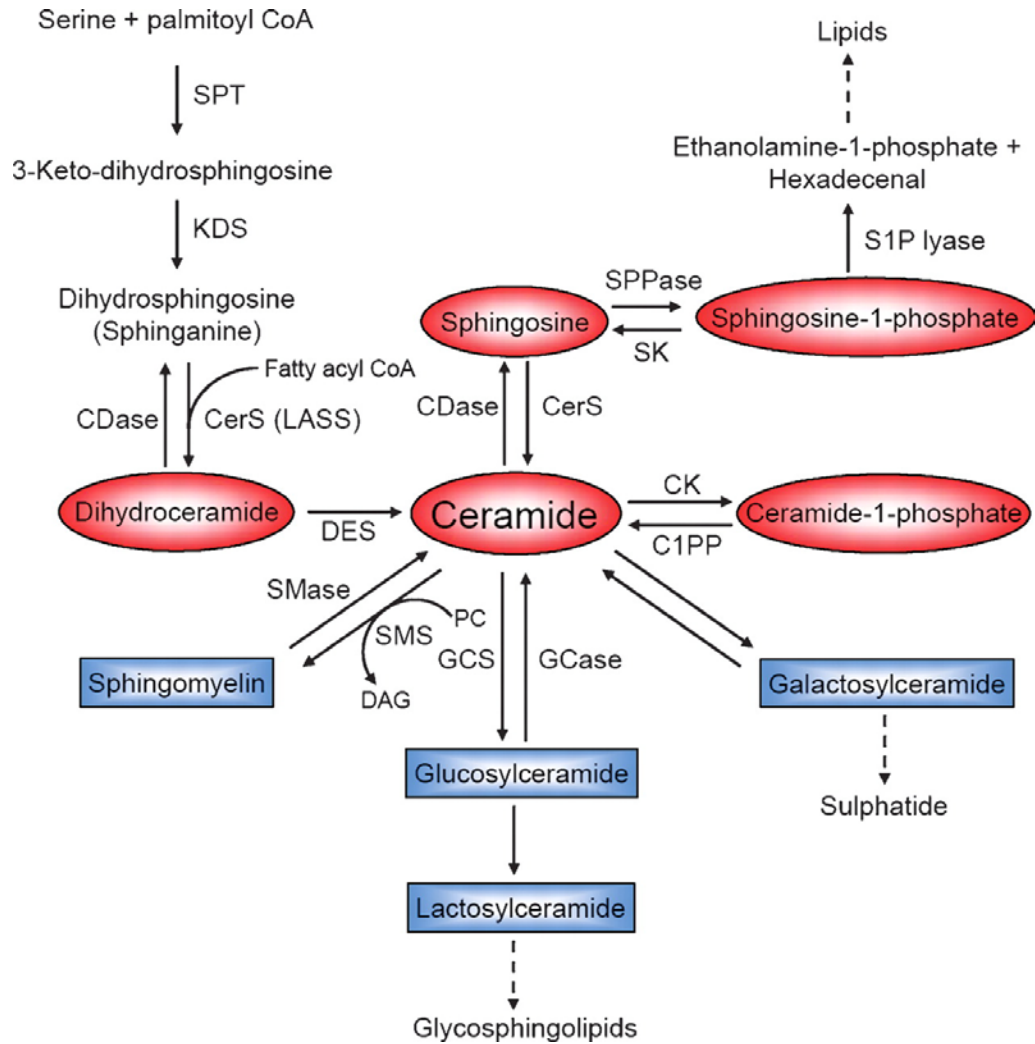 Serine + palmitoyl CoA
SPT
3-Keto-dihydrosphingosine
KDS
Dihydrosphingosine
(Sphinganine)
Fatty acyl CoA
CDase
CerS (LASS)
Lipids
Ethanolamine-1-phosphate +
Hexadecenal
S1P lyase
Sphingosine
SPPase
SK
Sphingosine-1-phosphate
CDase
CerS
Dihydroceramide
DES
Ceramide
CK
C1PP
Ceramide-1-phosphate
SMase
SMS
PC
DAG
GCS
GCase
Sphingomyelin
Galactosylceramide
Glucosylceramide
Sulphatide
Lactosylceramide
Glycosphingolipids